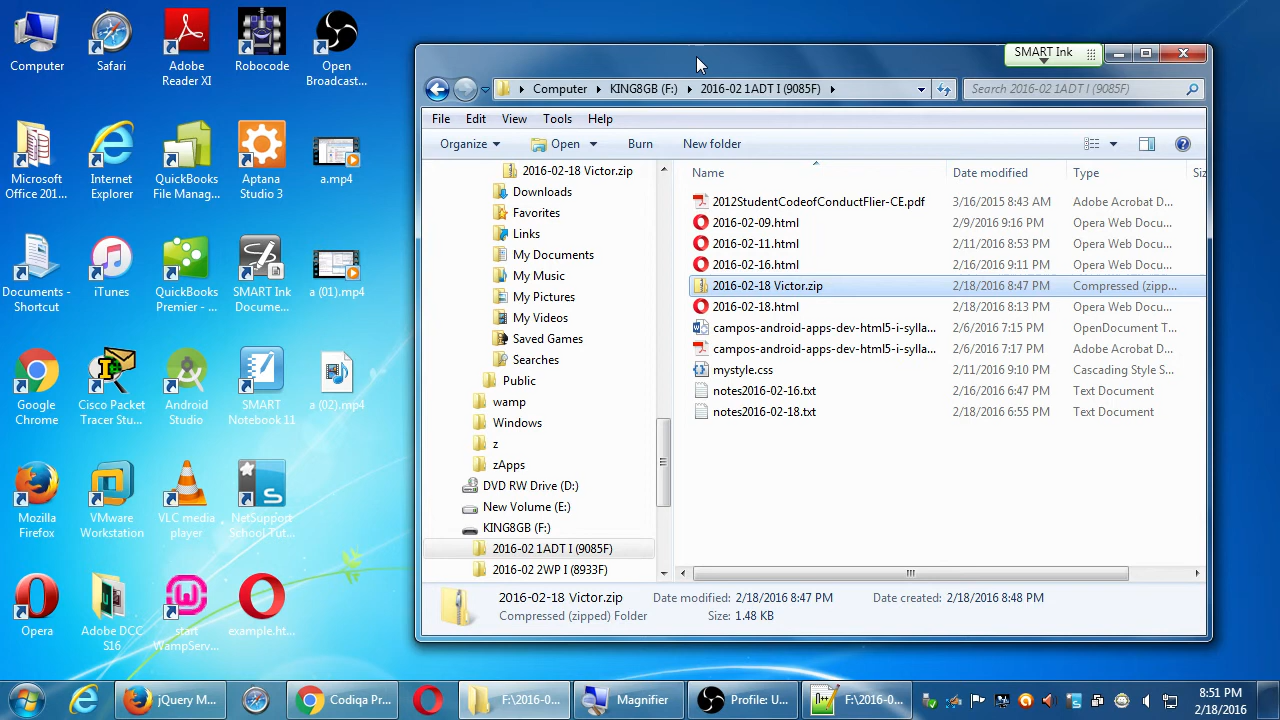 Computer
Safari
Adobe
Reader XI
Robocode
Open
Broadcast...
Microsoft
Office 201...
Internet
Explorer
QuickBooks
File Manag...
Aptana
Studio 3
a.mp4
Documents -
Shortcut
iTunes
QuickBooks
Premier - ...
SMART Ink
Document...
a (01).mp4
Google
Chrome
Cisco Packet
Tracer Stu...
Android
Studio
SMART
Notebook 11
a (02).mp4
Mozilla
Firefox
VMware
Workstation
VLC media
player
NetSupport
School Tut...
Opera
Adobe DCC
S16
start
WampServ...
example.ht...
SMART Ink
Computer KING8GB (F:) 2016-02 1ADT I (9085F)
Search 2016-02 1ADT I (9085F)
File Edit View Tools Help
Organize Open Burn New folder
2016-02-18 Victor.zip
Downloads
Favorites
Links
My Documents
My Music
My Pictures
My Videos
Saved Games
Searches
Public
wamp
Windows
z
zApps
DVD RW Drive (D:)
New Volume (E:)
KING8GB (F:)
2016-02 1ADT I (9085F)
2016-02 2WP I (8933F)
Name Date modified Type Siz
2012StudentCodeofConductFlier-CE.pdf 3/16/2015 8:43 AM Adobe Acrobat D...
2016-02-09.html 2/9/2016 9:16 PM Opera Web Docu...
2016-02-11.html 2/11/2016 8:53 PM Opera Web Docu...
2016-02-16.html 2/16/2016 9:11 PM Opera Web Docu...
2016-02-18 Victor.zip 2/18/2016 8:47 PM Compressed (zipp...
2016-02-18.html 2/18/2016 8:13 PM Opera Web Docu...
campos-android-apps-dev-html5-i-sylla... 2/6/2016 7:15 PM OpenDocument T...
campos-android-apps-dev-html5-i-sylla... 2/6/2016 7:17 PM Adobe Acrobat D...
mystyle.css 2/11/2016 9:10 PM Cascading Style S...
notes2016-02-16.txt 2/16/2016 6:47 PM Text Document
notes2016-02-18.txt 6:55 PM Text Document
2016-02-18 Victor.zip Date modified: 2/18/2016 8:47 PM Date created: 2/18/2016 8:48 PM
Compressed (zipped) Folder Size: 1.48 KB
jQuery M...
Codiqa Pr...
F:\2016-0...
Magnifier
Profile: U...
F:\2016-0...
8:51 PM
2/18/2016